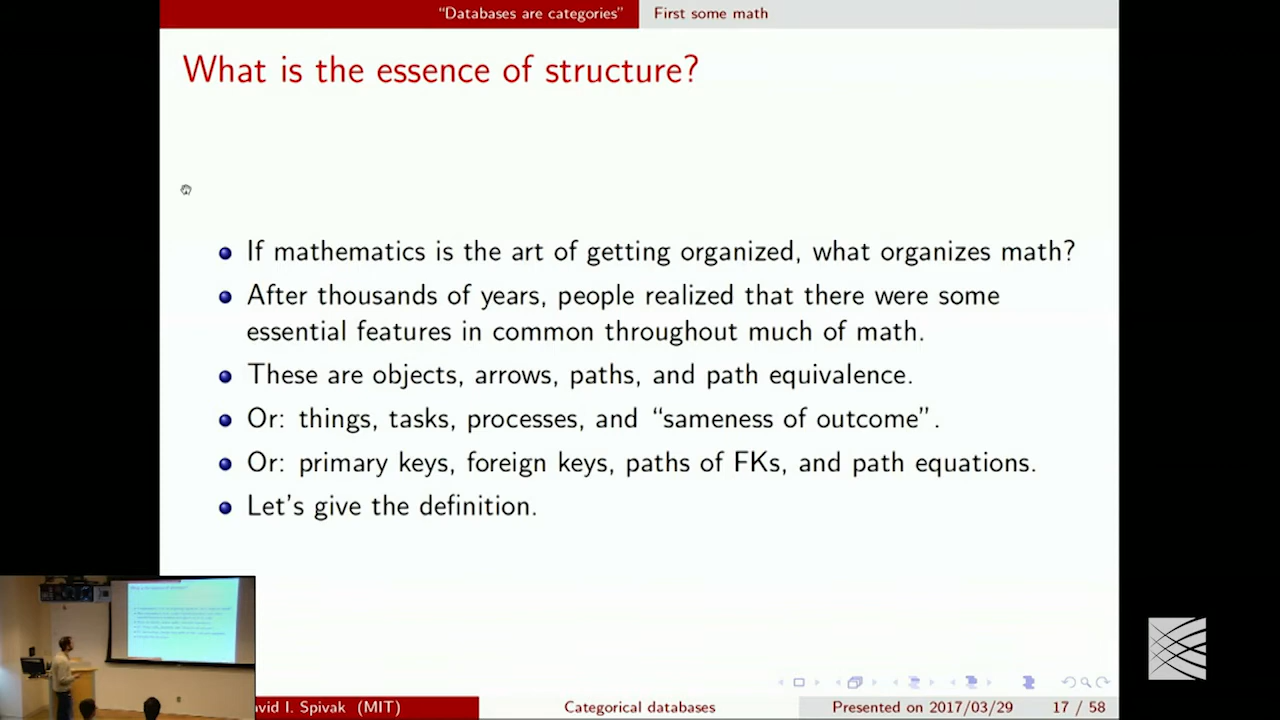 “Databases are categories” First some math
What is the essence of structure?
If mathematics is the art of getting organized, what organizes math?
After thousands of years, people realized that there were some
essential features in common throughout much of math.
These are objects, arrows, paths, and path equivalence.
Or: things, tasks, processes, and “sameness of outcome”.
Or: primary keys, foreign keys, paths of FKs, and path equations.
Let's give the definition.
avid I. Spivak (MIT) Categorical databases Presented on 2017/03/29 17 / 58